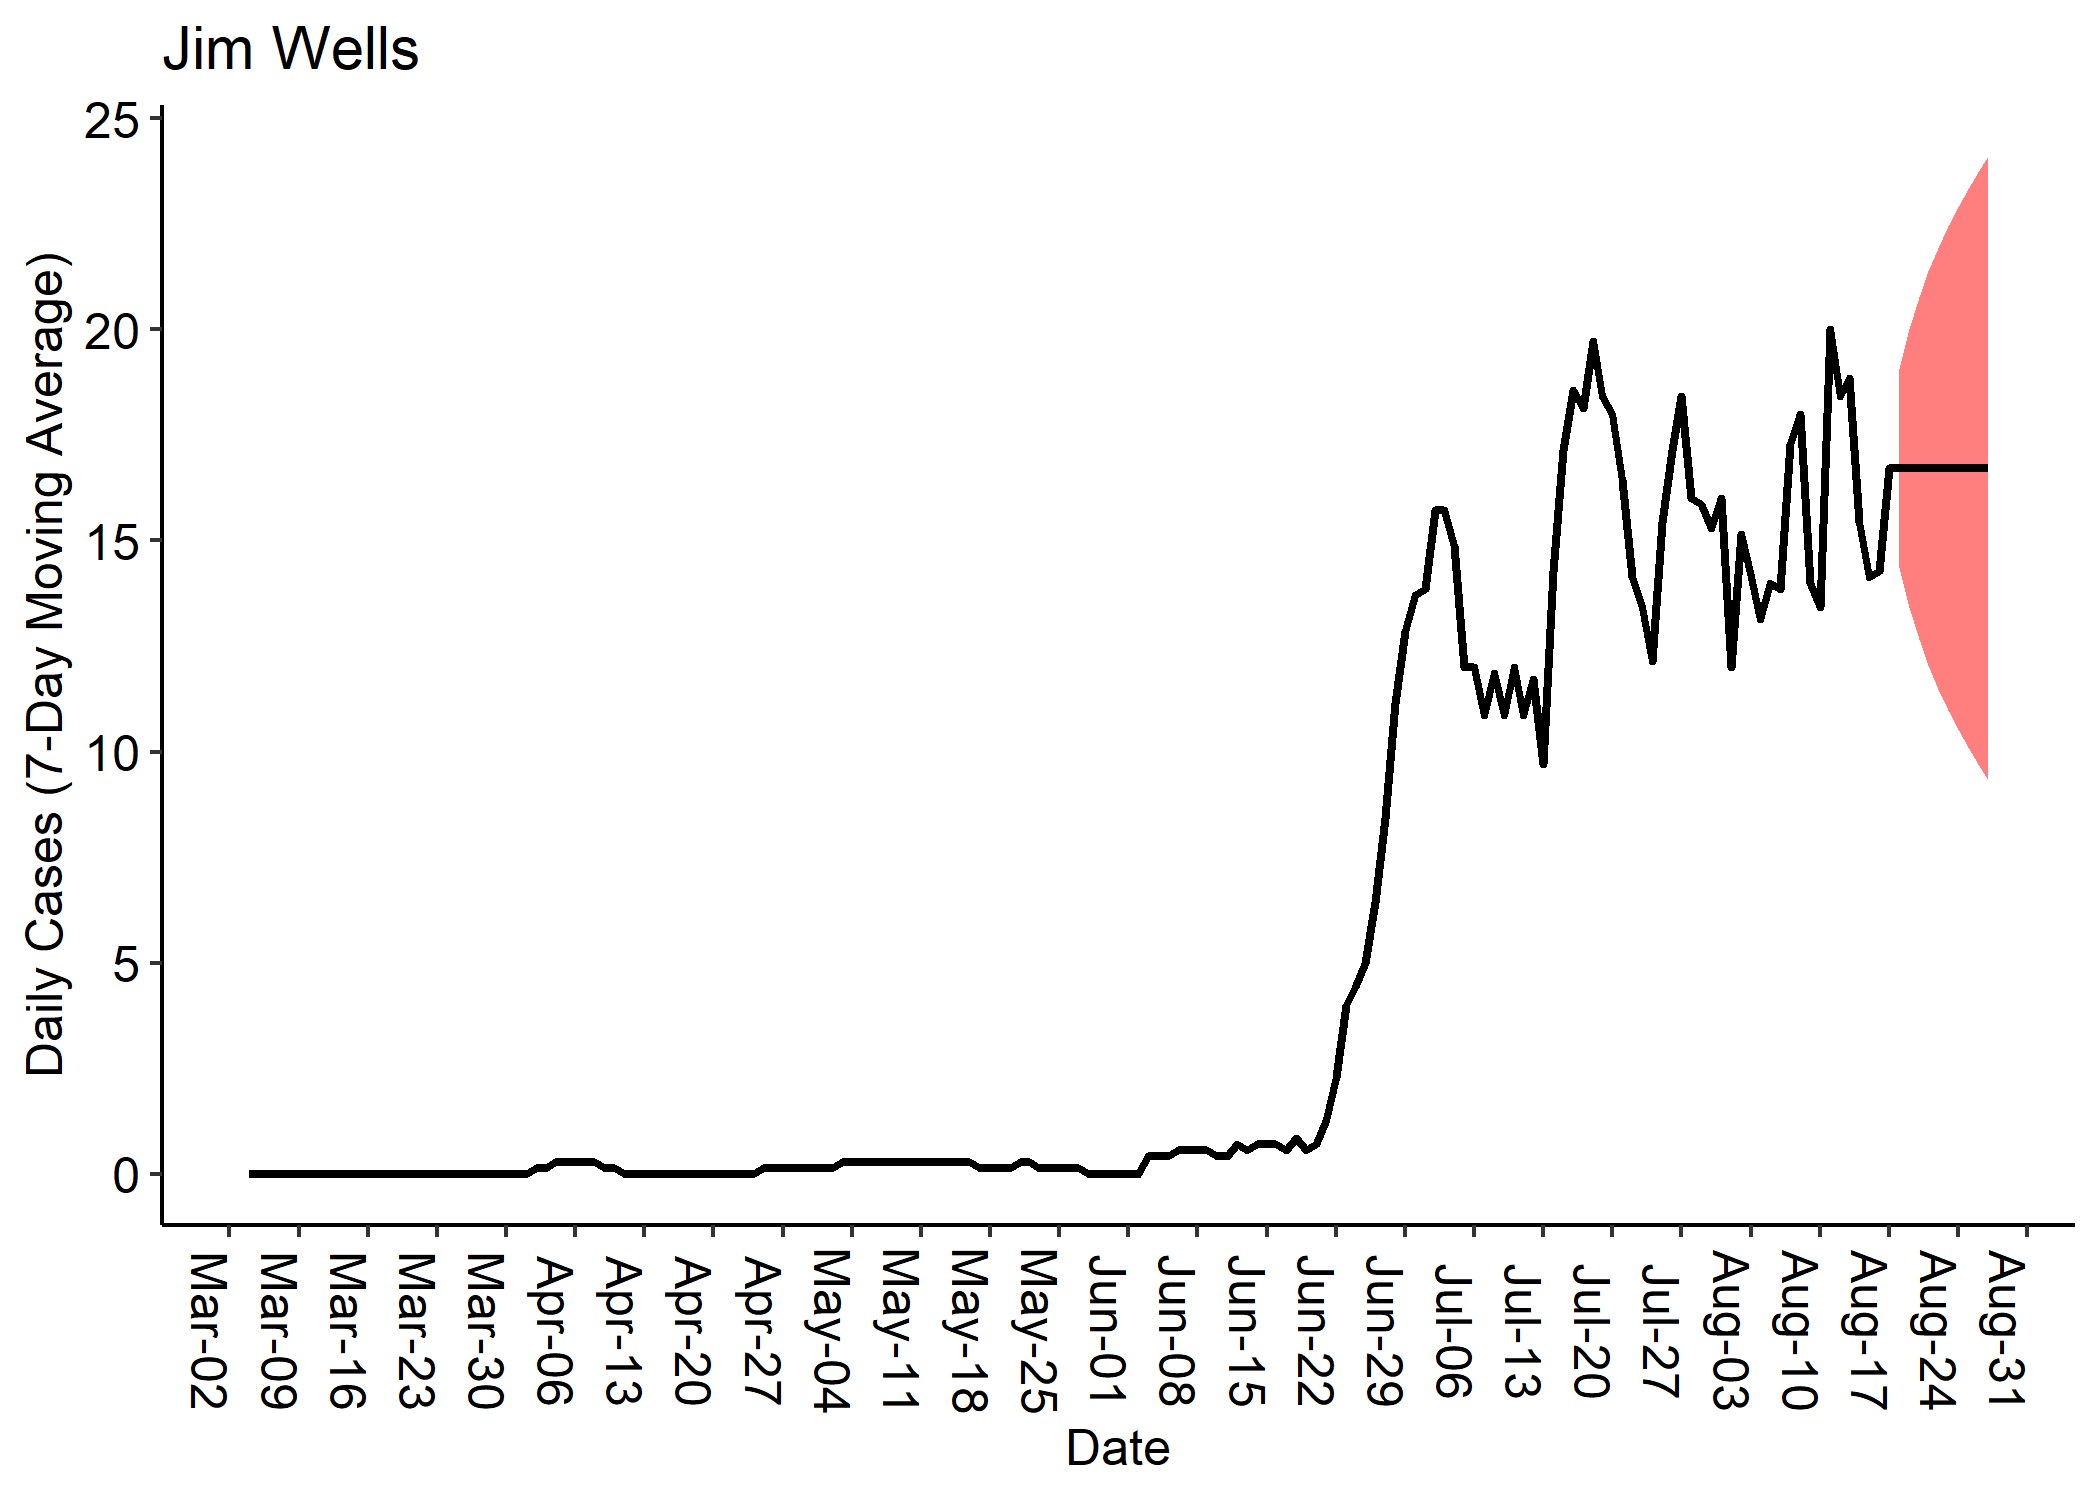 Jim Wells
Daily Cases (7-Day Moving Average)
25
20
15
10
5
0
Mar-02
Mar-09
Mar-16
Mar-23
Mar-30
Apr-06
Apr-13
Apr-20
Apr-27
May-04
May-11
May-18
May-25
Jun-01
Jun-08
Jun-15
Jun-22
Jun-29
Jul-06
Jul-13
Jul-20
Jul-27
Aug-03
Aug-10
Aug-17
Aug-24
Aug-31
Date